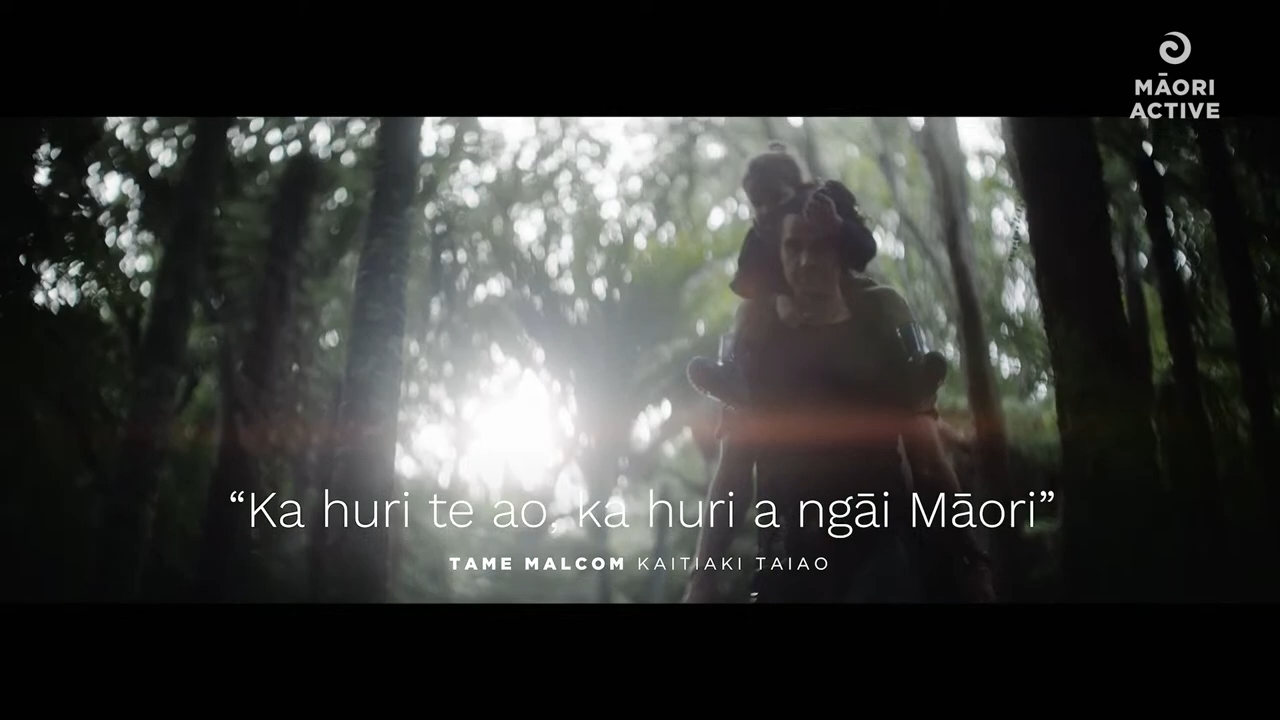 MĀORI
ACTIVE
“Ka huri te ao, ka huri a ngāi Māori”
TAME MALCOM KAITIAKI TAIAO